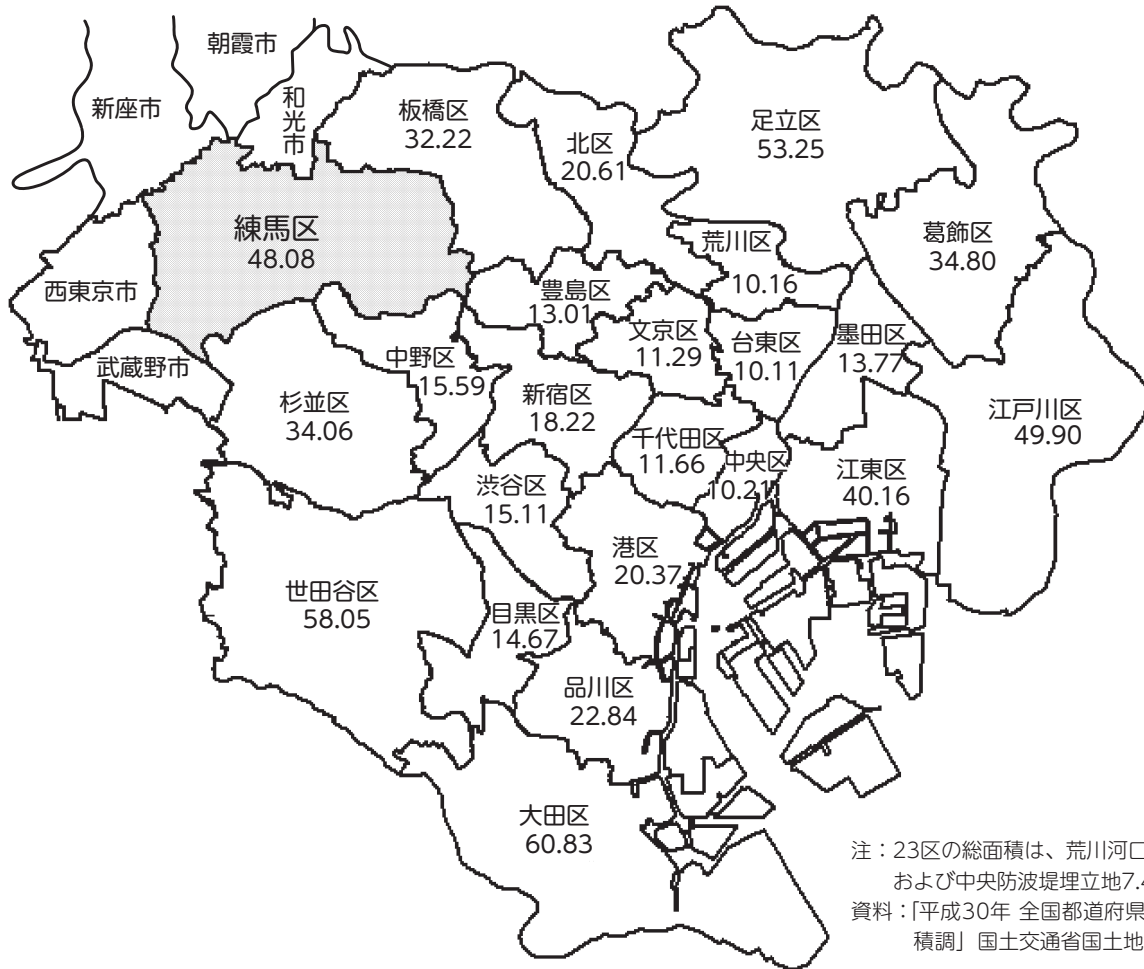 朝霞市
新座市
和光市
板橋区
32.22
北区
20.61
足立区
53.25
練馬区
48.08
荒川区
10.16
葛飾区
34.80
西東京市
豊島区
13.01
文京区
11.29
台東区
10.11
墨田区
13.77
武蔵野市
中野区
15.59
杉並区
34.06
新宿区
18.22
千代田区
11.66
中央区
10.21
江東区
40.16
江戸川区
49.90
渋谷区
15.11
港区
20.37
世田谷区
58.05
目黒区
14.67
品川区
22.84
大田区
60.83
注：23区の総面積は、荒川河口
および中央防波堤埋立地7.4
資料：「平成30年 全国都道府県
積調」国土交通省国土地